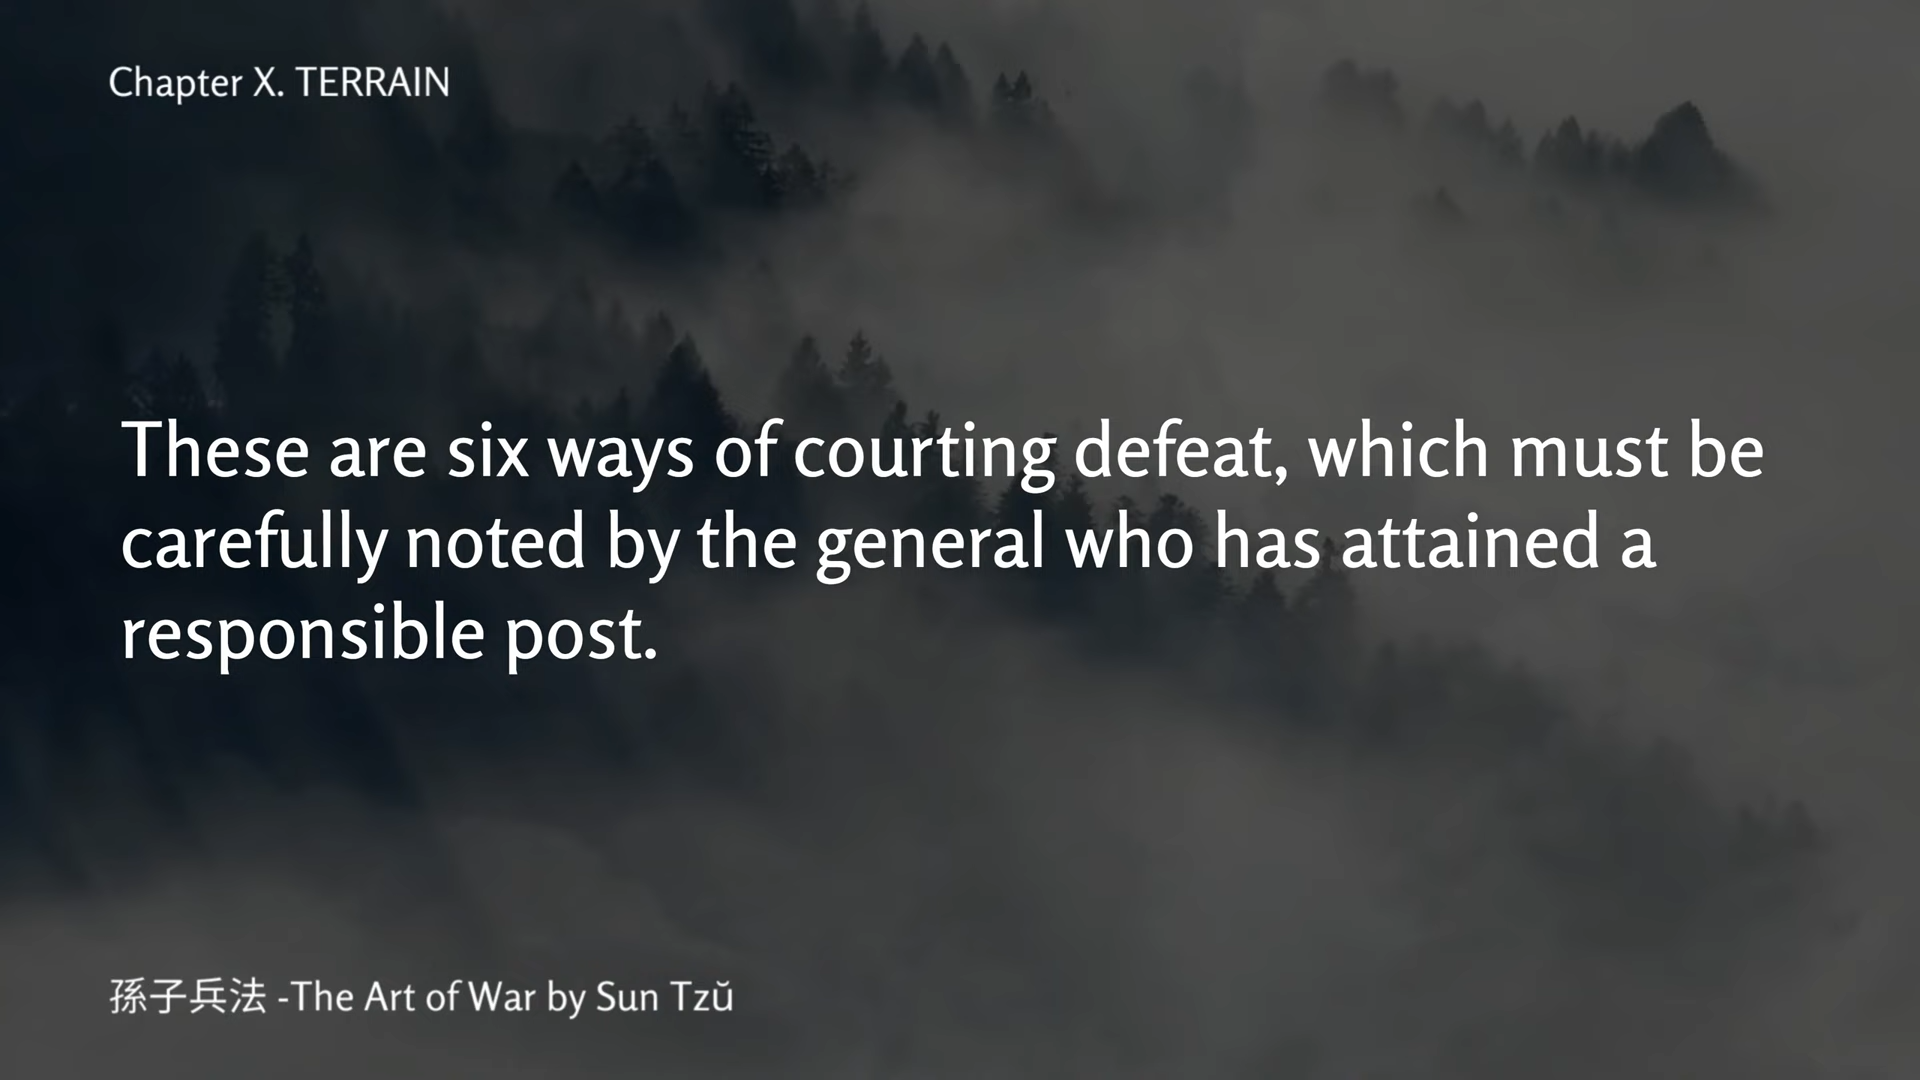 Chapter X. TERRAIN
These are six ways of courting defeat, which must be
carefully noted by the general who has attained a
responsible post.
孫子兵法 -The Art of War by Sun Tzŭ